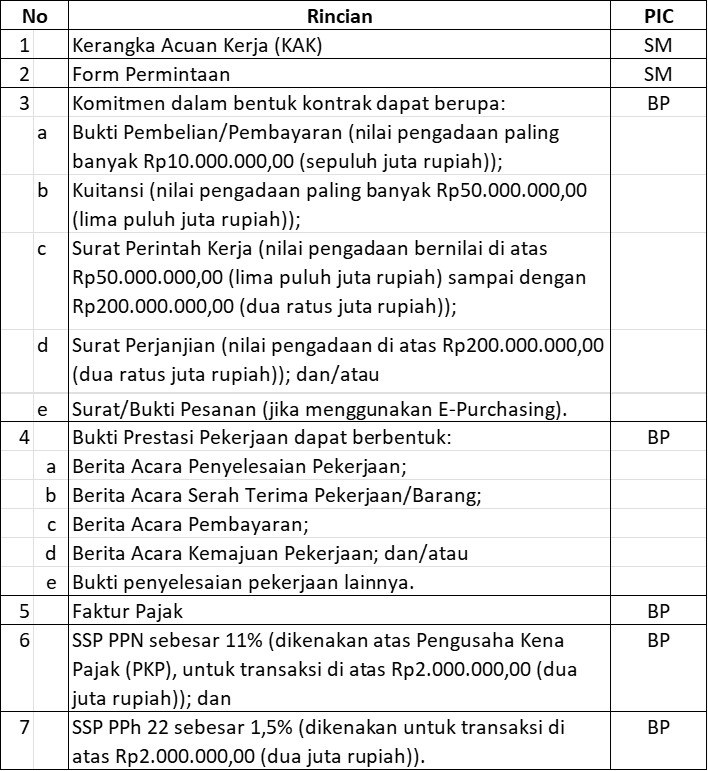 No Rincian PIC
1 Kerangka Acuan Kerja (KAK) SM
2 Form Permintaan SM
3 Komitmen dalam bentuk kontrak dapat berupa: BP
a Bukti Pembelian/Pembayaran (nilai pengadaan paling
banyak Rp10.000.000,00 (sepuluh juta rupiah));
b Kuitansi (nilai pengadaan paling banyak Rp50.000.000,00
(lima puluh juta rupiah));
c Surat Perintah Kerja (nilai pengadaan bernilai di atas
Rp50.000.000,00 (lima puluh juta rupiah) sampai dengan
Rp200.000.000,00 (dua ratus juta rupiah));
d Surat Perjanjian (nilai pengadaan di atas Rp200.000.000,00
(dua ratus juta rupiah)); dan/atau
e Surat/Bukti Pesanan (jika menggunakan E-Purchasing).
4 Bukti Prestasi Pekerjaan dapat berbentuk: BP
a Berita Acara Penyelesaian Pekerjaan;
b Berita Acara Serah Terima Pekerjaan/Barang;
c Berita Acara Pembayaran;
d Berita Acara Kemajuan Pekerjaan; dan/atau
e Bukti penyelesaian pekerjaan lainnya.
5 Faktur Pajak BP
6 SSP PPN sebesar 11% (dikenakan atas Pengusaha Kena BP
Pajak (PKP), untuk transaksi di atas Rp2.000.000,00 (dua
juta rupiah)); dan
7 SSP PPh 22 sebesar 1,5% (dikenakan untuk transaksi di BP
atas Rp2.000.000,00 (dua juta rupiah)).